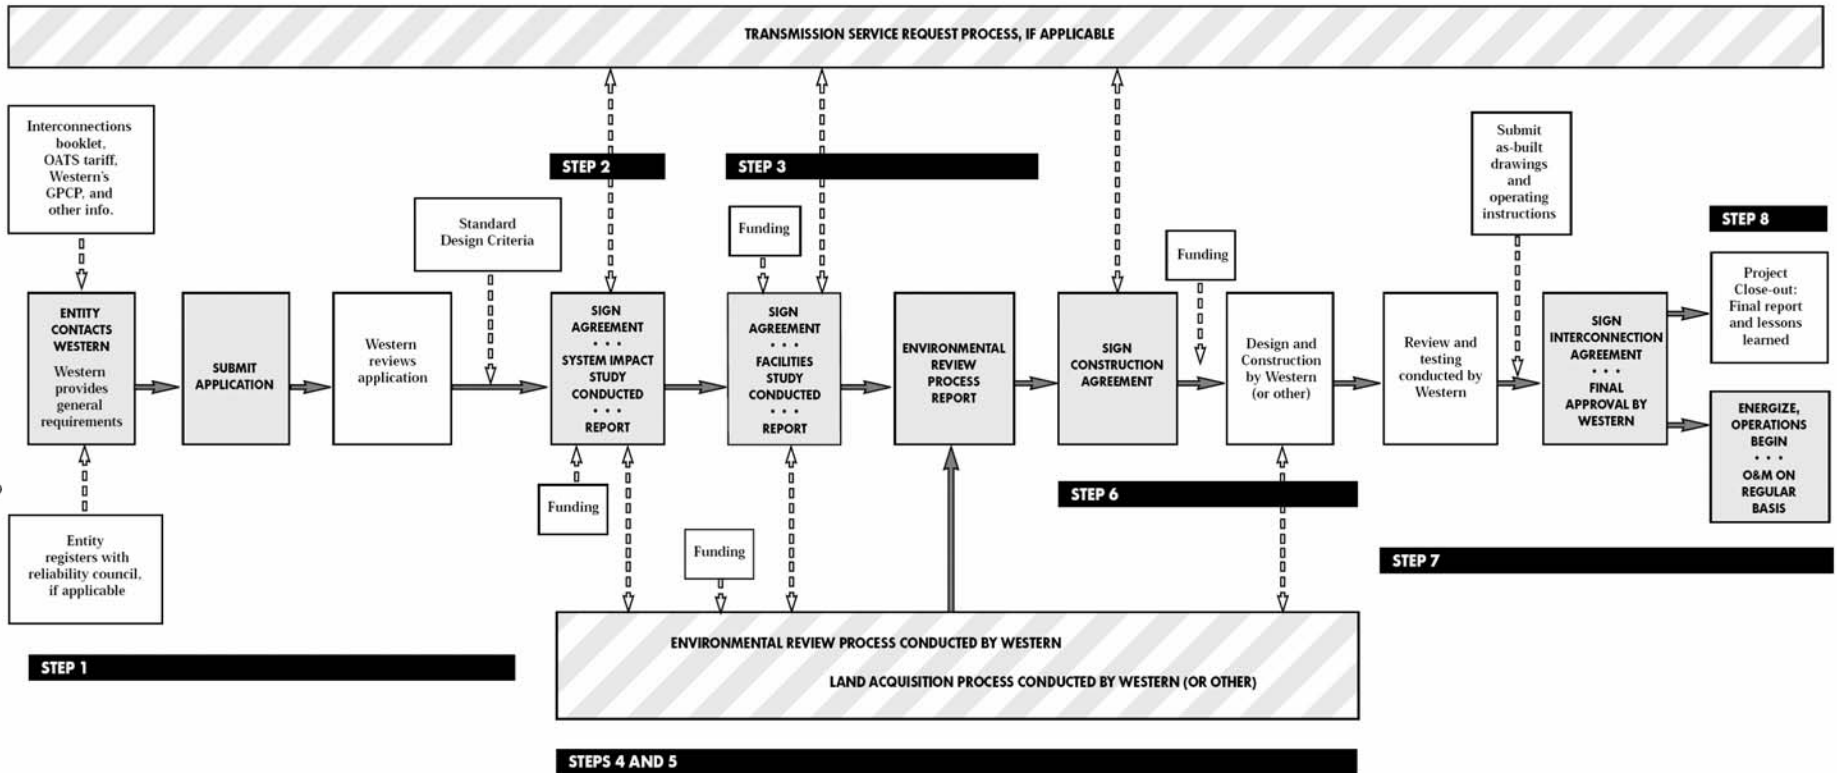 TRANSMISSION SERVICE REQUEST PROCESS, IF APPLICABLE
Interconnections
booklet,
OATS tariff,
Western's
GPCP, and
other info.
STEP 2
STEP 3
Submit
as-built
drawings
and
operating
instructions
STEP 8
Standard
Design Criteria
Funding
Funding
ENTITY
CONTACTS
WESTERN
Western
provides
general
requirements
SUBMIT
APPLICATION
Western
reviews
application
SIGN
AGREEMENT
• • •
SYSTEM IMPACT
STUDY
CONDUCTED
• • •
REPORT
SIGN
AGREEMENT
• • •
FACILITIES
STUDY
CONDUCTED
• • •
REPORT
ENVIRONMENTAL
REVIEW
PROCESS
REPORT
SIGN
CONSTRUCTION
AGREEMENT
Design and
Construction
by Western
(or other)
Review and
testing
conducted by
Western
SIGN
INTERCONNECTION
AGREEMENT
• • •
FINAL
APPROVAL BY
WESTERN
Project
Close-out:
Final report
and lessons
learned
ENERGIZE,
OPERATIONS
BEGIN
• • •
O&M ON
REGULAR
BASIS
Funding
STEP 6
Entity
registers with
reliability council,
if applicable
Funding
STEP 7
ENVIRONMENTAL REVIEW PROCESS CONDUCTED BY WESTERN
LAND ACQUISITION PROCESS CONDUCTED BY WESTERN (OR OTHER)
STEP 1
STEPS 4 AND 5